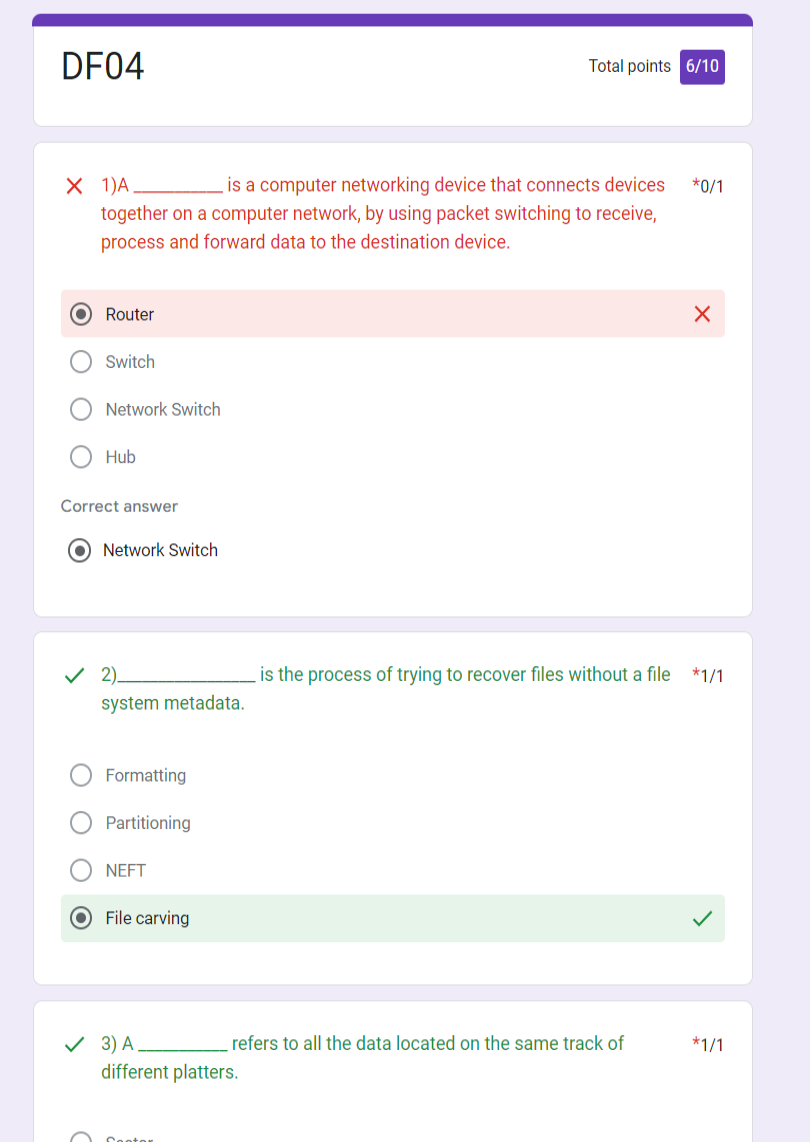 DF04
Total points 6/10
1)A ___________ is a computer networking device that connects devices *0/1
together on a computer network, by using packet switching to receive,
process and forward data to the destination device.
Router
Switch
Network Switch
Hub
Correct answer
Network Switch
2)_________________ is the process of trying to recover files without a file *1/1
system metadata.
Formatting
Partitioning
NEFT
File carving
3) A ___________ refers to all the data located on the same track of *1/1
different platters.